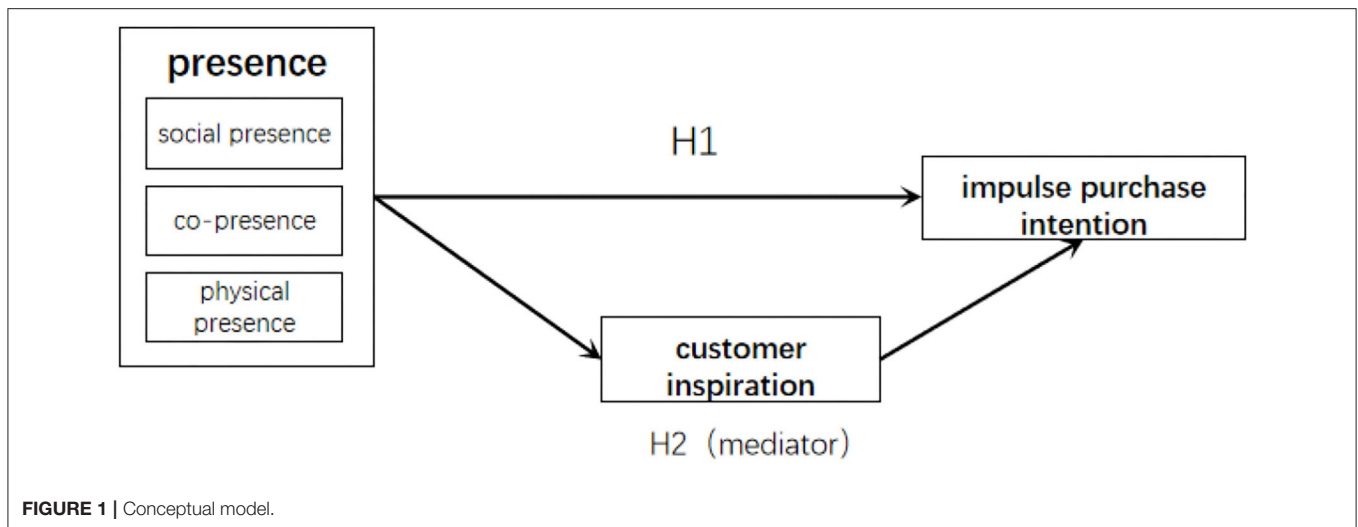 presence
social presence
co-presence
physical
presence
H1
impulse purchase
intention
customer
inspiration
H2（mediator）
FIGURE 1 | Conceptual model.